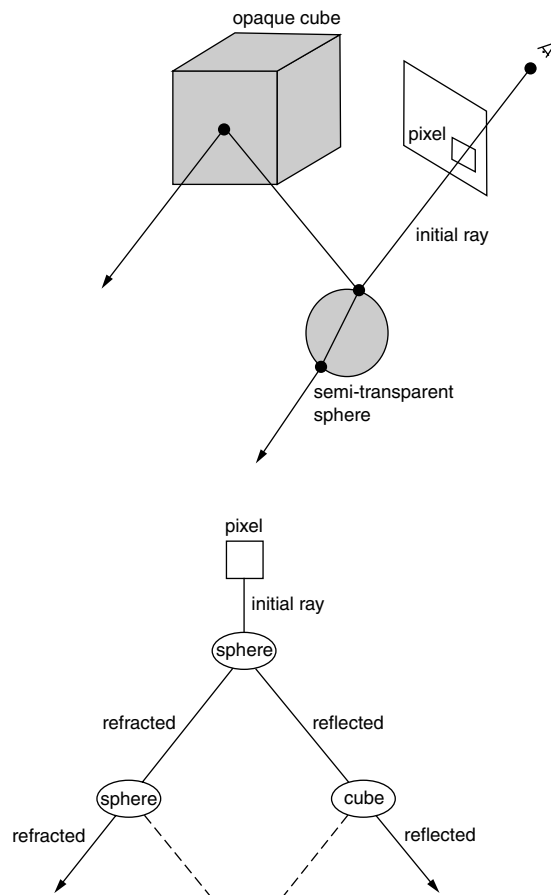 opaque cube
pixel
initial ray
semi-transparent
sphere
pixel
initial ray
sphere
refracted
reflected
sphere
cube
refracted
reflected